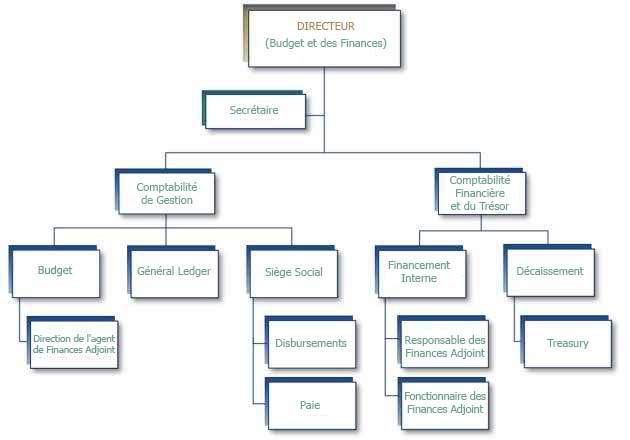 DIRECTEUR
(Budget et des Finances)
Secrétaire
Comptabilité
de Gestion
Comptabilité
Financière
et du Trésor
Budget
Général Ledger
Siège Social
Financement
Interne
Décaissement
Direction de l'agent
de Finances Adjoint
Disbursements
Responsable des
Finances Adjoint
Treasury
Paie
Fonctionnaire des
Finances Adjoint